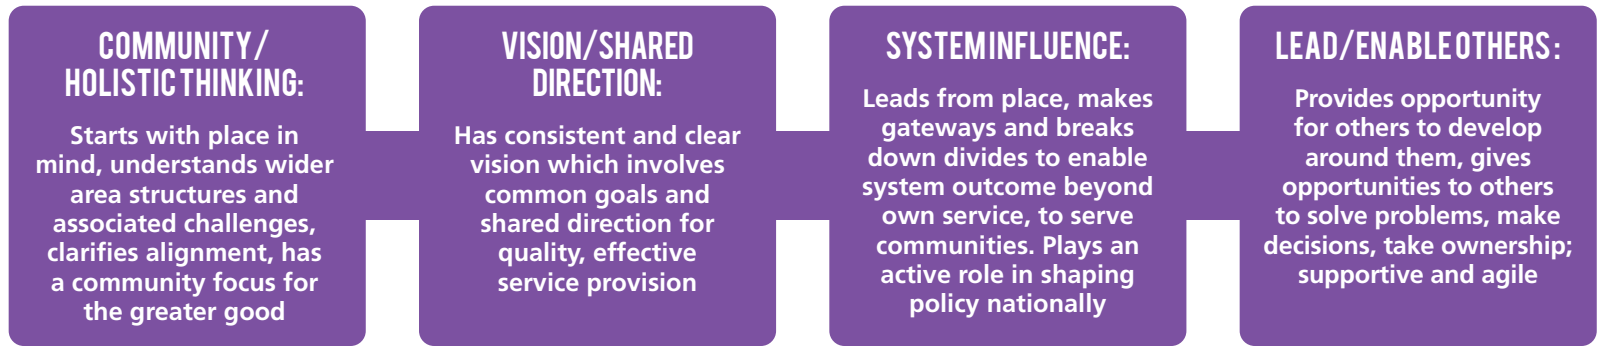 COMMUNITY/
HOLISTIC THINKING:
Starts with place in
mind, understands wider
area structures and
associated challenges,
clarifies alignment, has
a community focus for
the greater good
VISION/SHARED
DIRECTION:
Has consistent and clear
vision which involves
common goals and
shared direction for
quality, effective
service provision
SYSTEM INFLUENCE:
Leads from place, makes
gateways and breaks
down divides to enable
system outcome beyond
own service, to serve
communities. Plays an
active role in shaping
policy nationally
LEAD/ENABLE OTHERS:
Provides opportunity
for others to develop
around them, gives
opportunities to others
to solve problems, make
decisions, take ownership;
supportive and agile